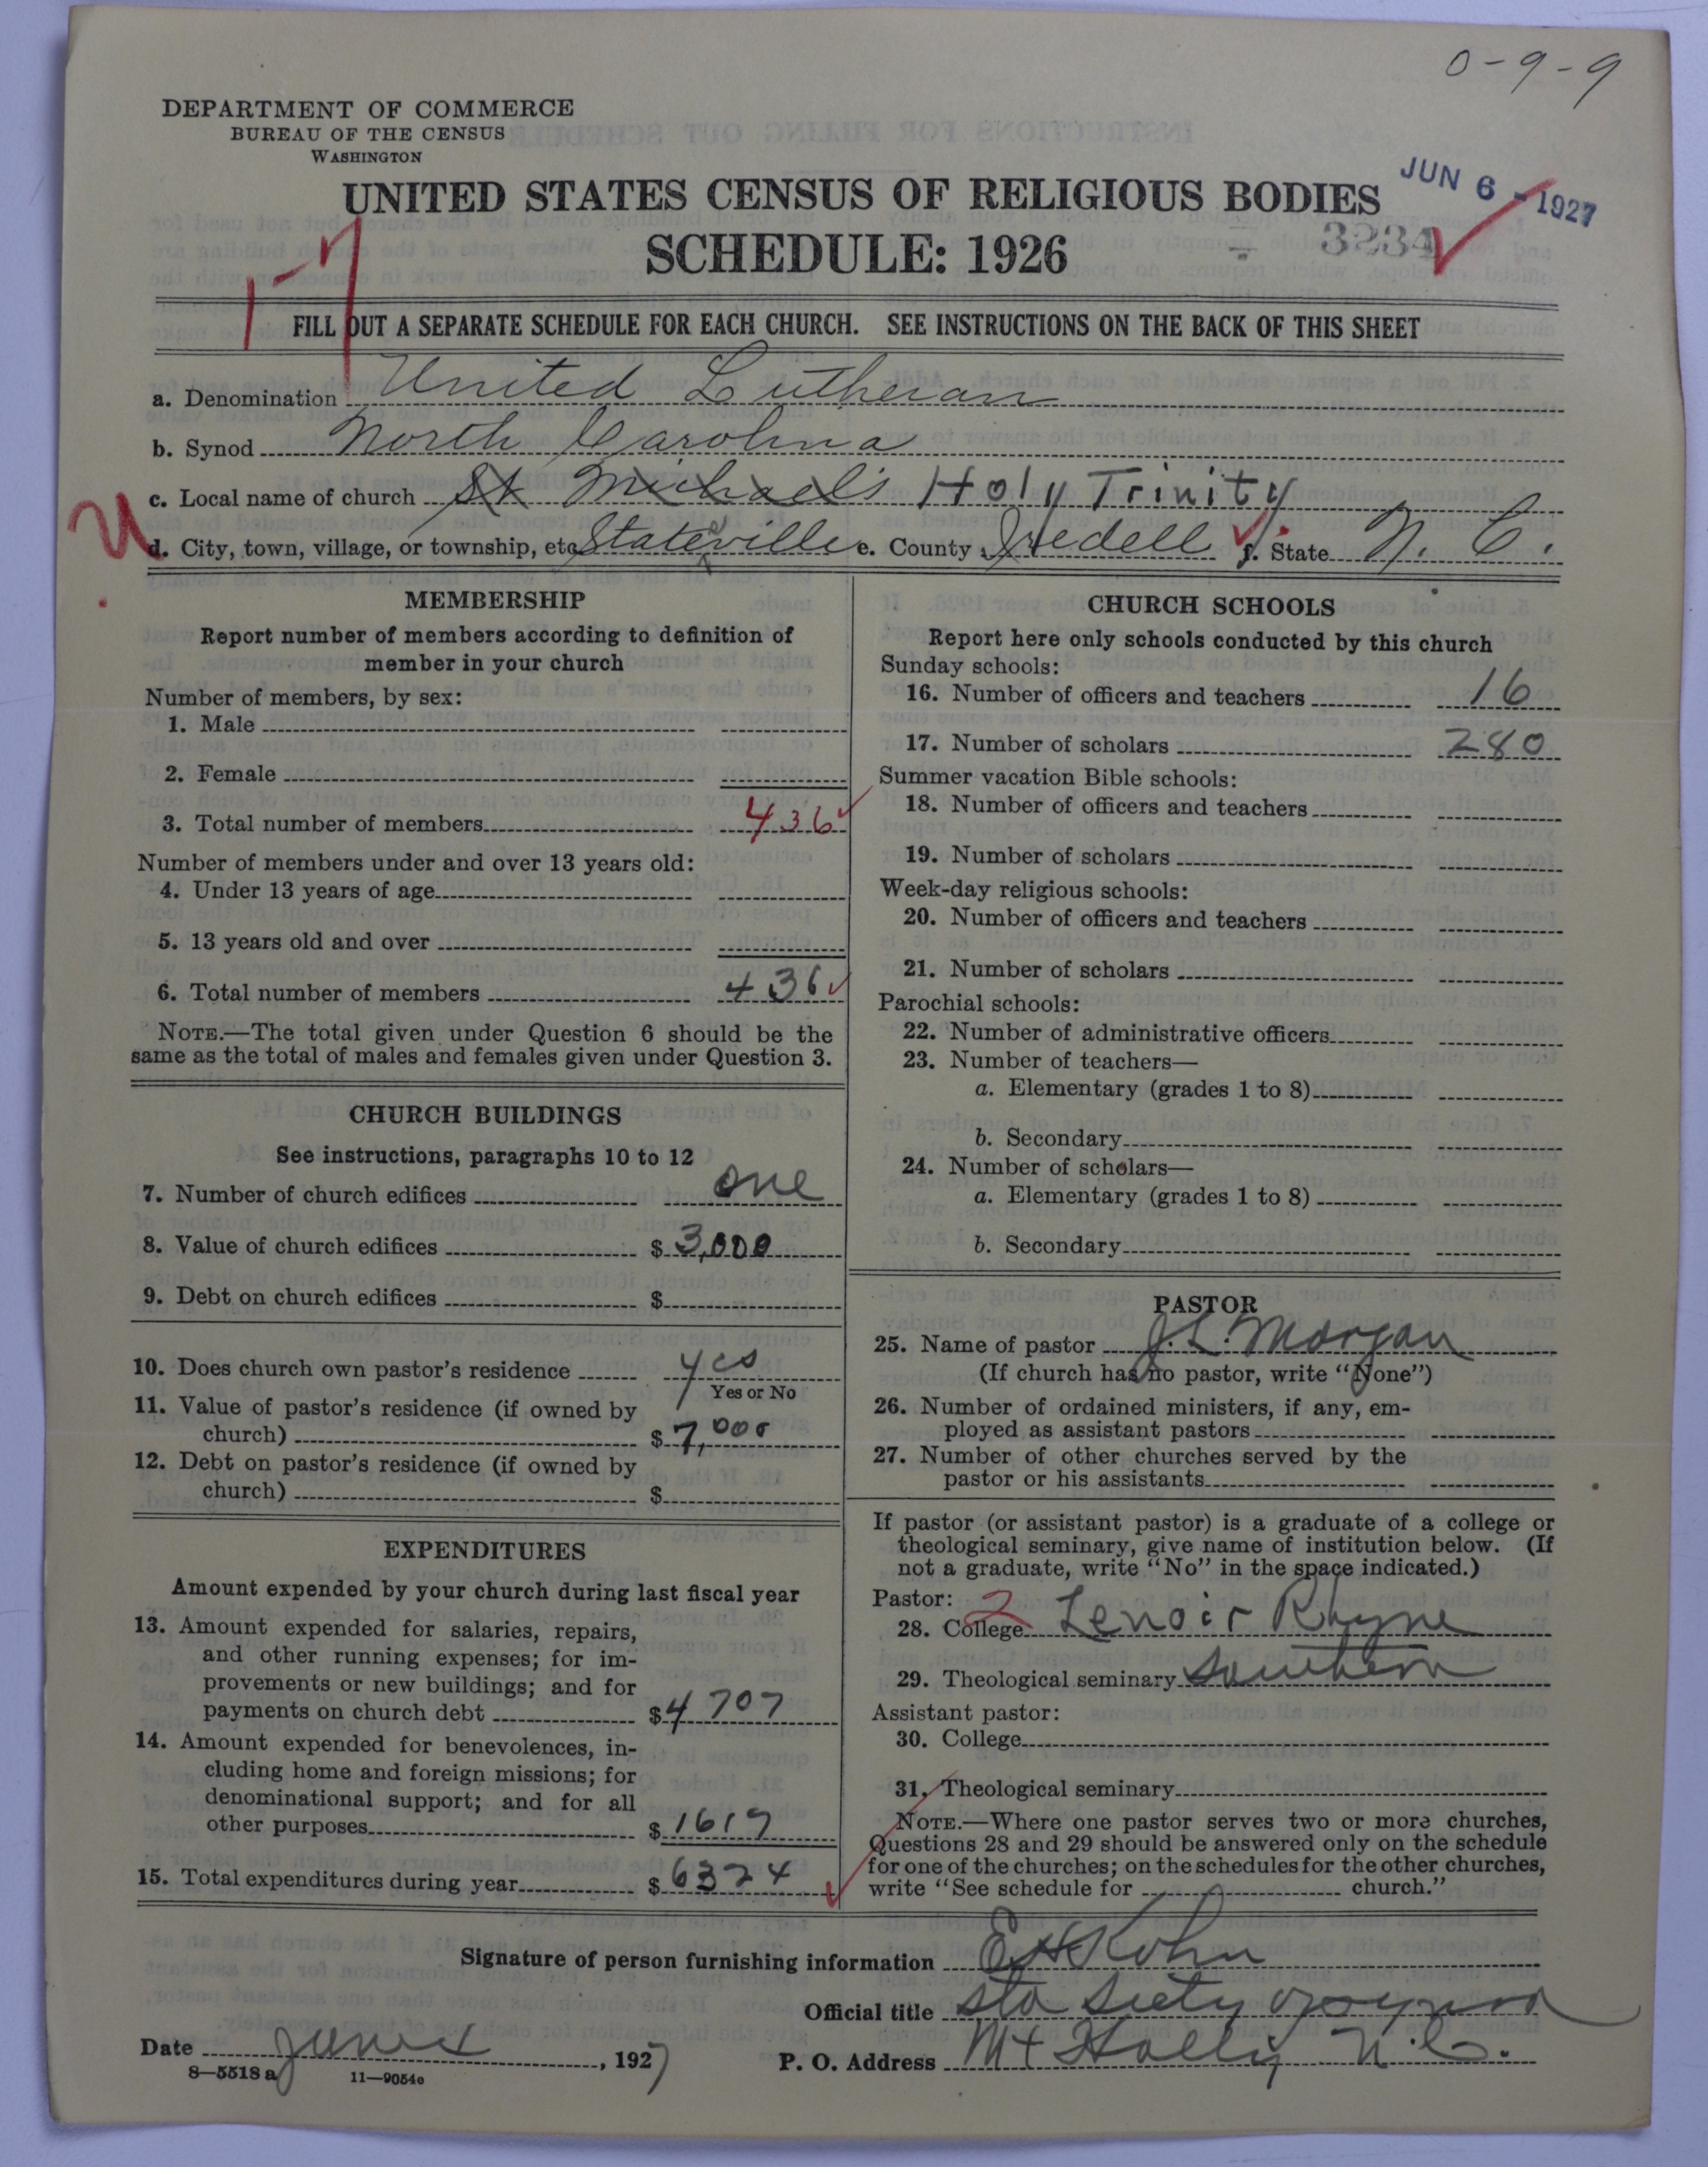 0-9-9
DEPARTMENT OF COMMERCE
BUREAU OF THE CENSUS
WASHINGTON
UNITED STATES CENSUS OF RELIGIOUS BODIES
SCHEDULE: 1926
JUN 6 - 1927
3234
17
FILL OUT A SEPARATE SCHEDULE FOR EACH CHURCH. SEE INSTRUCTIONS ON THE BACK OF THIS SHEET
a. Denomination United Lutheran
b. Synod North Carolina
c. Local name of church St Michael's Holy Trinity
U
d. City, town, village, or township, etc Statesville e. County Iredell f. State N. C.
MEMBERSHIP
Report number of members according to definition of
member in your church
Number of members, by sex:
1. Male
2. Female
3. Total number of members 436
Number of members under and over 13 years old:
4. Under 13 years of age
5. 13 years old and over
6. Total number of members 436
NOTE.—The total given under Question 6 should be the
same as the total of males and females given under Question 3.
CHURCH BUILDINGS
See instructions, paragraphs 10 to 12
7. Number of church edifices one
8. Value of church edifices $ 3,000
9. Debt on church edifices $
10. Does church own pastor's residence yes
Yes or No
11. Value of pastor's residence (if owned by
church) $ 7,000
12. Debt on pastor's residence (if owned by
church) $
EXPENDITURES
Amount expended by your church during last fiscal year
13. Amount expended for salaries, repairs,
and other running expenses; for im-
provements or new buildings; and for
payments on church debt $ 4707
14. Amount expended for benevolences, in-
cluding home and foreign missions; for
denominational support; and for all
other purposes $ 1617
15. Total expenditures during year $ 6324
CHURCH SCHOOLS
Report here only schools conducted by this church
Sunday schools:
16. Number of officers and teachers 16
17. Number of scholars 280
Summer vacation Bible schools:
18. Number of officers and teachers
19. Number of scholars
Week-day religious schools:
20. Number of officers and teachers
21. Number of scholars
Parochial schools:
22. Number of administrative officers
23. Number of teachers—
a. Elementary (grades 1 to 8)
b. Secondary
24. Number of scholars—
a. Elementary (grades 1 to 8)
b. Secondary
PASTOR
25. Name of pastor J. L. Morgan
(If church has no pastor, write "None")
26. Number of ordained ministers, if any, em-
ployed as assistant pastors
27. Number of other churches served by the
pastor or his assistants
If pastor (or assistant pastor) is a graduate of a college or
theological seminary, give name of institution below. (If
not a graduate, write "No" in the space indicated.)
Pastor: 2
28. College Lenoir Rhyne
29. Theological seminary Southern
Assistant pastor:
30. College
31. Theological seminary
NOTE.—Where one pastor serves two or more churches,
Questions 28 and 29 should be answered only on the schedule
for one of the churches; on the schedules for the other churches,
write "See schedule for church."
Signature of person furnishing information E H Kohn
Official title Sta Secty of Synod
Date June 4, 1927 P. O. Address Mt Holly N. C.
8—5518 a 11—9054e